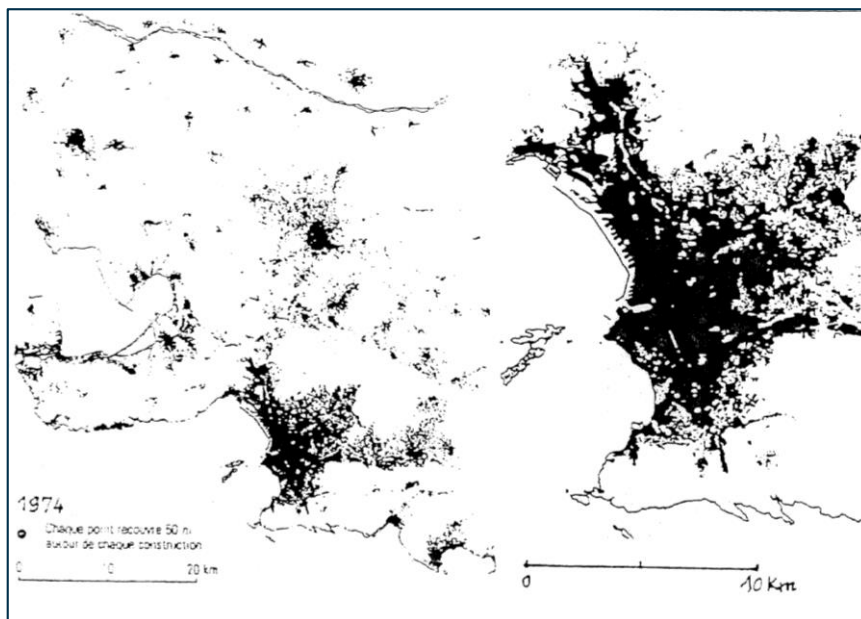 1974
Chaque point recouvre 50 m
autour de chaque construction
0 10 20 km
0 10 Km